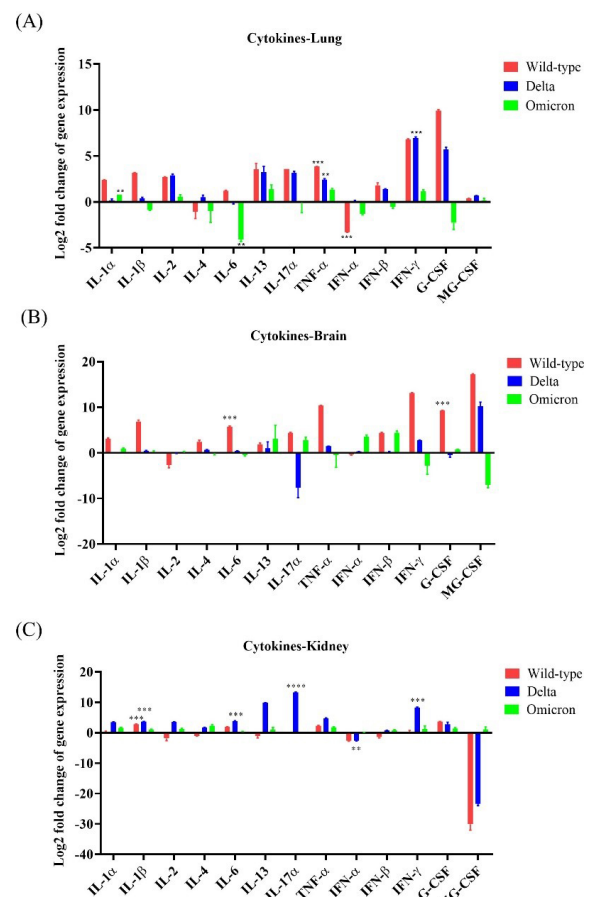 (A)
Cytokines-Lung
Log2 fold change of gene expression
15
10
5
0
-5
Wild-type
Delta
Omicron
**
**
***
**
***
***
IL-1α
IL-1β
IL-2
IL-4
IL-6
IL-13
IL-17α
TNF-α
IFN-α
IFN-β
IFN-γ
G-CSF
MG-CSF
(B)
Cytokines-Brain
Log2 fold change of gene expression
20
10
0
-10
-20
Wild-type
Delta
Omicron
***
***
IL-1α
IL-1β
IL-2
IL-4
IL-6
IL-13
IL-17α
TNF-α
IFN-α
IFN-β
IFN-γ
G-CSF
MG-CSF
(C)
Cytokines-Kidney
Log2 fold change of gene expression
20
10
0
-10
-20
-30
-40
Wild-type
Delta
Omicron
***
***
***
****
**
***
IL-1α
IL-1β
IL-2
IL-4
IL-6
IL-13
IL-17α
TNF-α
IFN-α
IFN-β
IFN-γ
G-CSF
MG-CSF